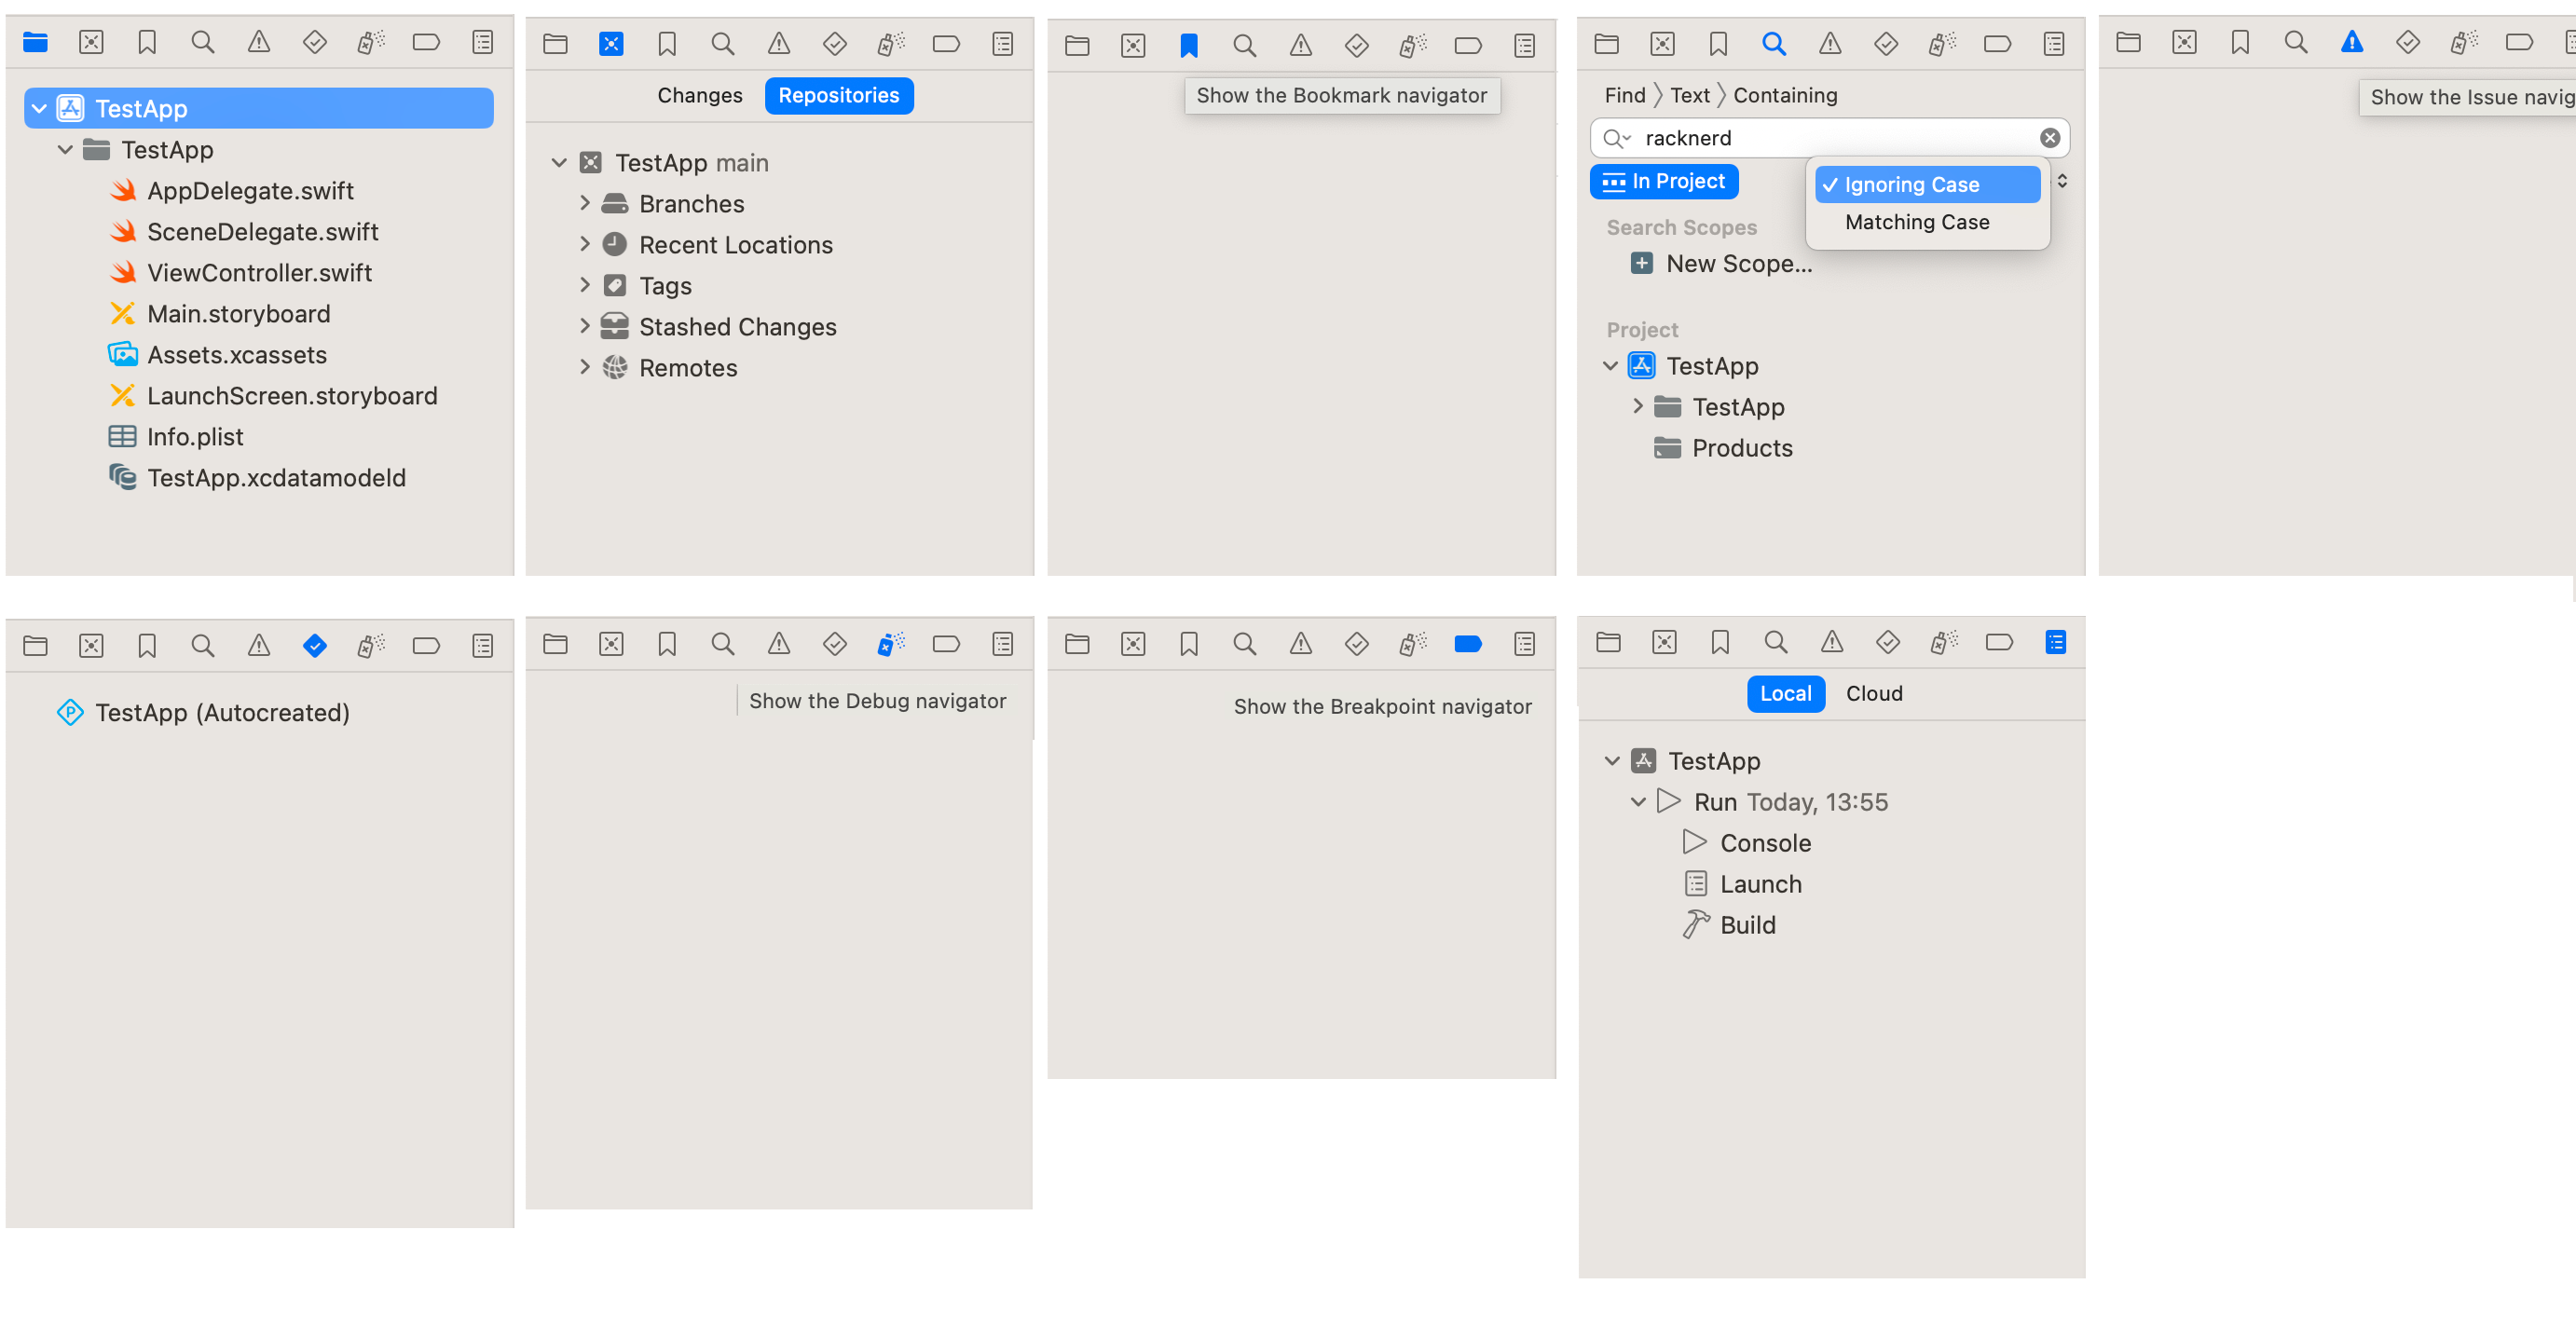 TestApp
TestApp
AppDelegate.swift
SceneDelegate.swift
ViewController.swift
Main.storyboard
Assets.xcassets
LaunchScreen.storyboard
Info.plist
TestApp.xcdatamodeld
Changes Repositories
TestApp main
Branches
Recent Locations
Tags
Stashed Changes
Remotes
Show the Bookmark navigator
Find Text Containing
racknerd
In Project
Ignoring Case
Matching Case
Search Scopes
New Scope...
Project
TestApp
TestApp
Products
Show the Issue navig
TestApp (Autocreated)
Show the Debug navigator
Show the Breakpoint navigator
Local Cloud
TestApp
Run Today, 13:55
Console
Launch
Build